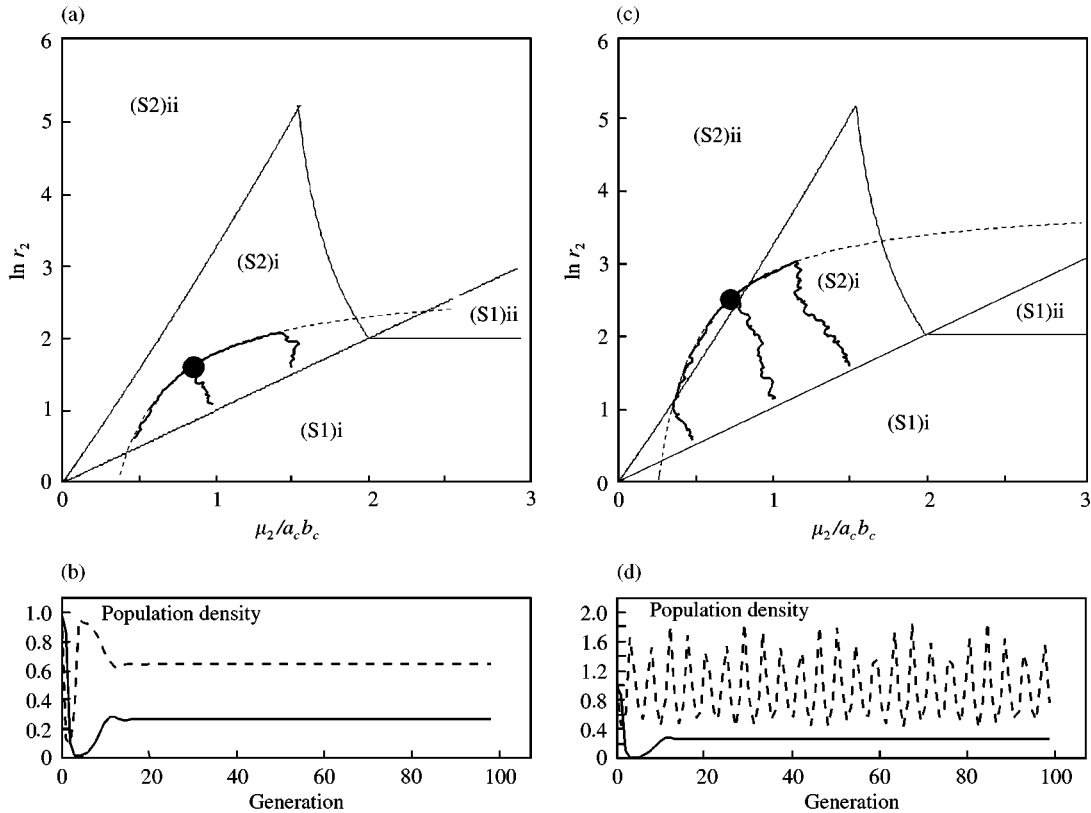 (a)
6
5
4
3
2
1
0
ln r₂
(S2)ii
(S2)i
(S1)ii
(S1)i
0 1 2 3
μ₂/a_c b_c
(c)
6
5
4
3
2
1
0
ln r₂
(S2)ii
(S2)i
(S1)ii
(S1)i
0 1 2 3
μ₂/a_c b_c
(b)
Population density
1.0
0.8
0.6
0.4
0.2
0
0 20 40 60 80 100
Generation
(d)
Population density
2.0
1.6
1.2
0.8
0.4
0
0 20 40 60 80 100
Generation